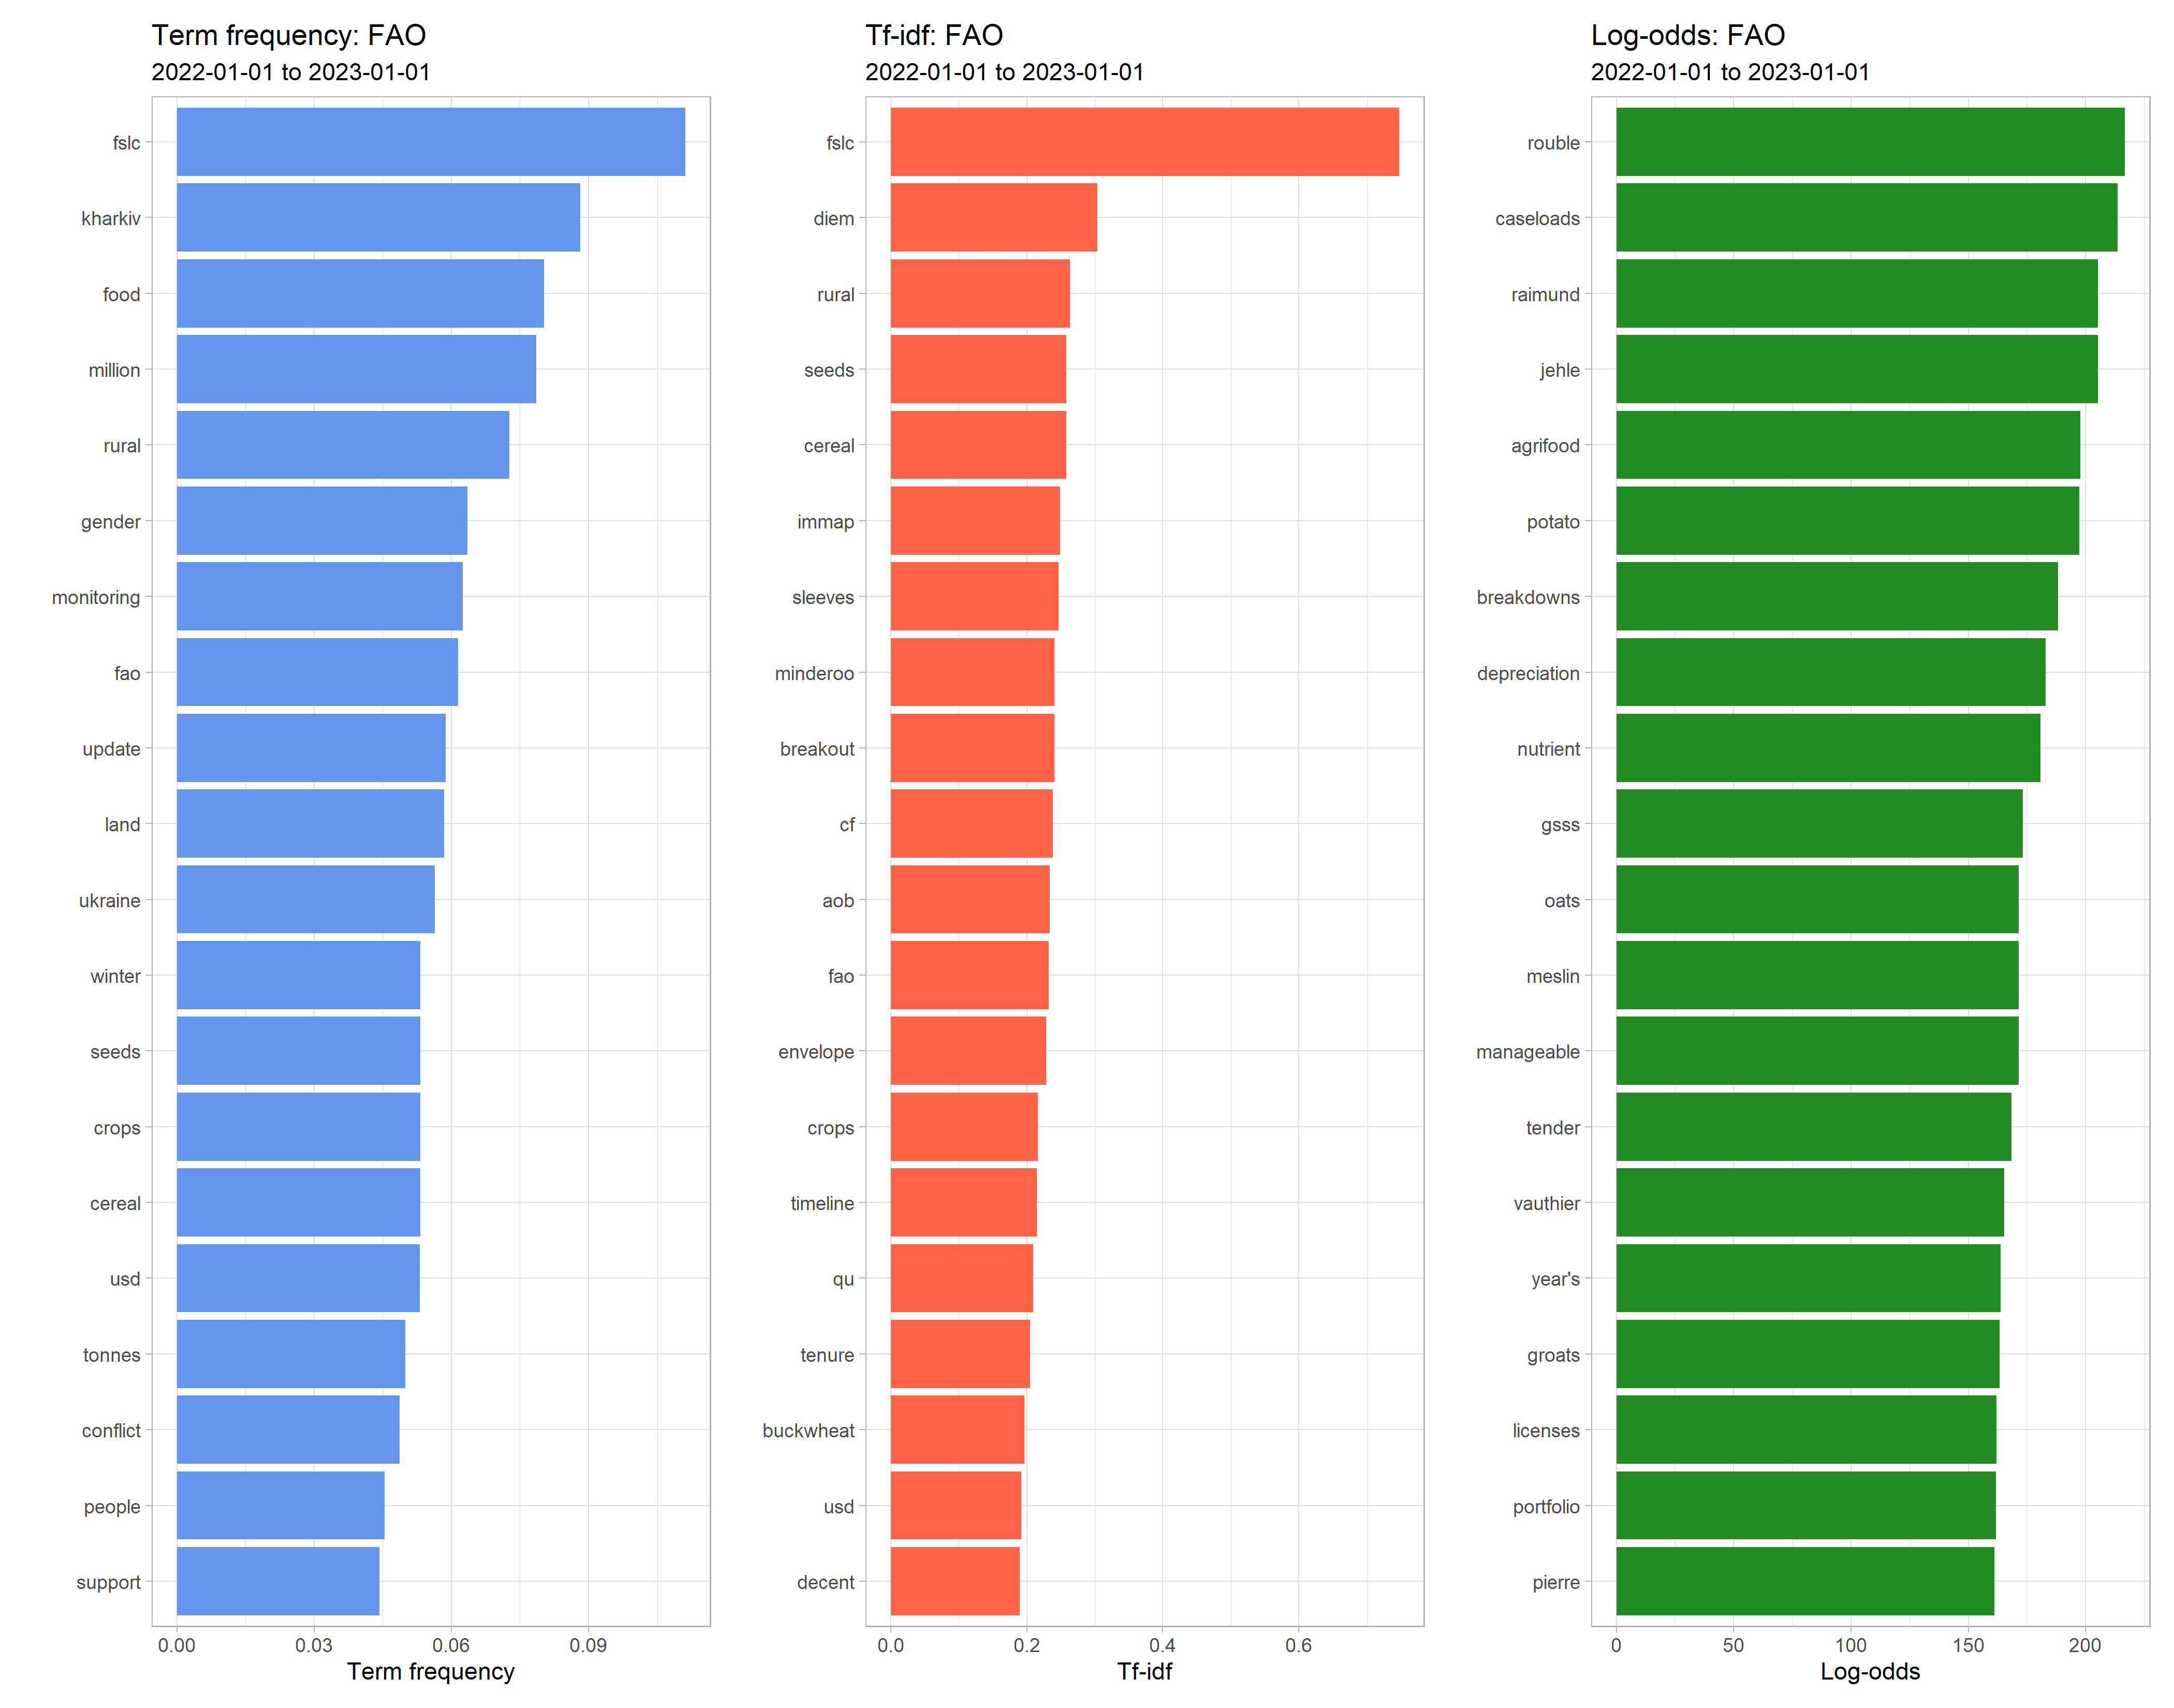 Term frequency: FAO
2022-01-01 to 2023-01-01
fslc
kharkiv
food
million
rural
gender
monitoring
fao
update
land
ukraine
winter
seeds
crops
cereal
usd
tonnes
conflict
people
support
0.00 0.03 0.06 0.09
Term frequency
Tf-idf: FAO
2022-01-01 to 2023-01-01
fslc
diem
rural
seeds
cereal
immap
sleeves
minderoo
breakout
cf
aob
fao
envelope
crops
timeline
qu
tenure
buckwheat
usd
decent
0.0 0.2 0.4 0.6
Tf-idf
Log-odds: FAO
2022-01-01 to 2023-01-01
rouble
caseloads
raimund
jehle
agrifood
potato
breakdowns
depreciation
nutrient
gsss
oats
meslin
manageable
tender
vauthier
year's
groats
licenses
portfolio
pierre
0 50 100 150 200
Log-odds